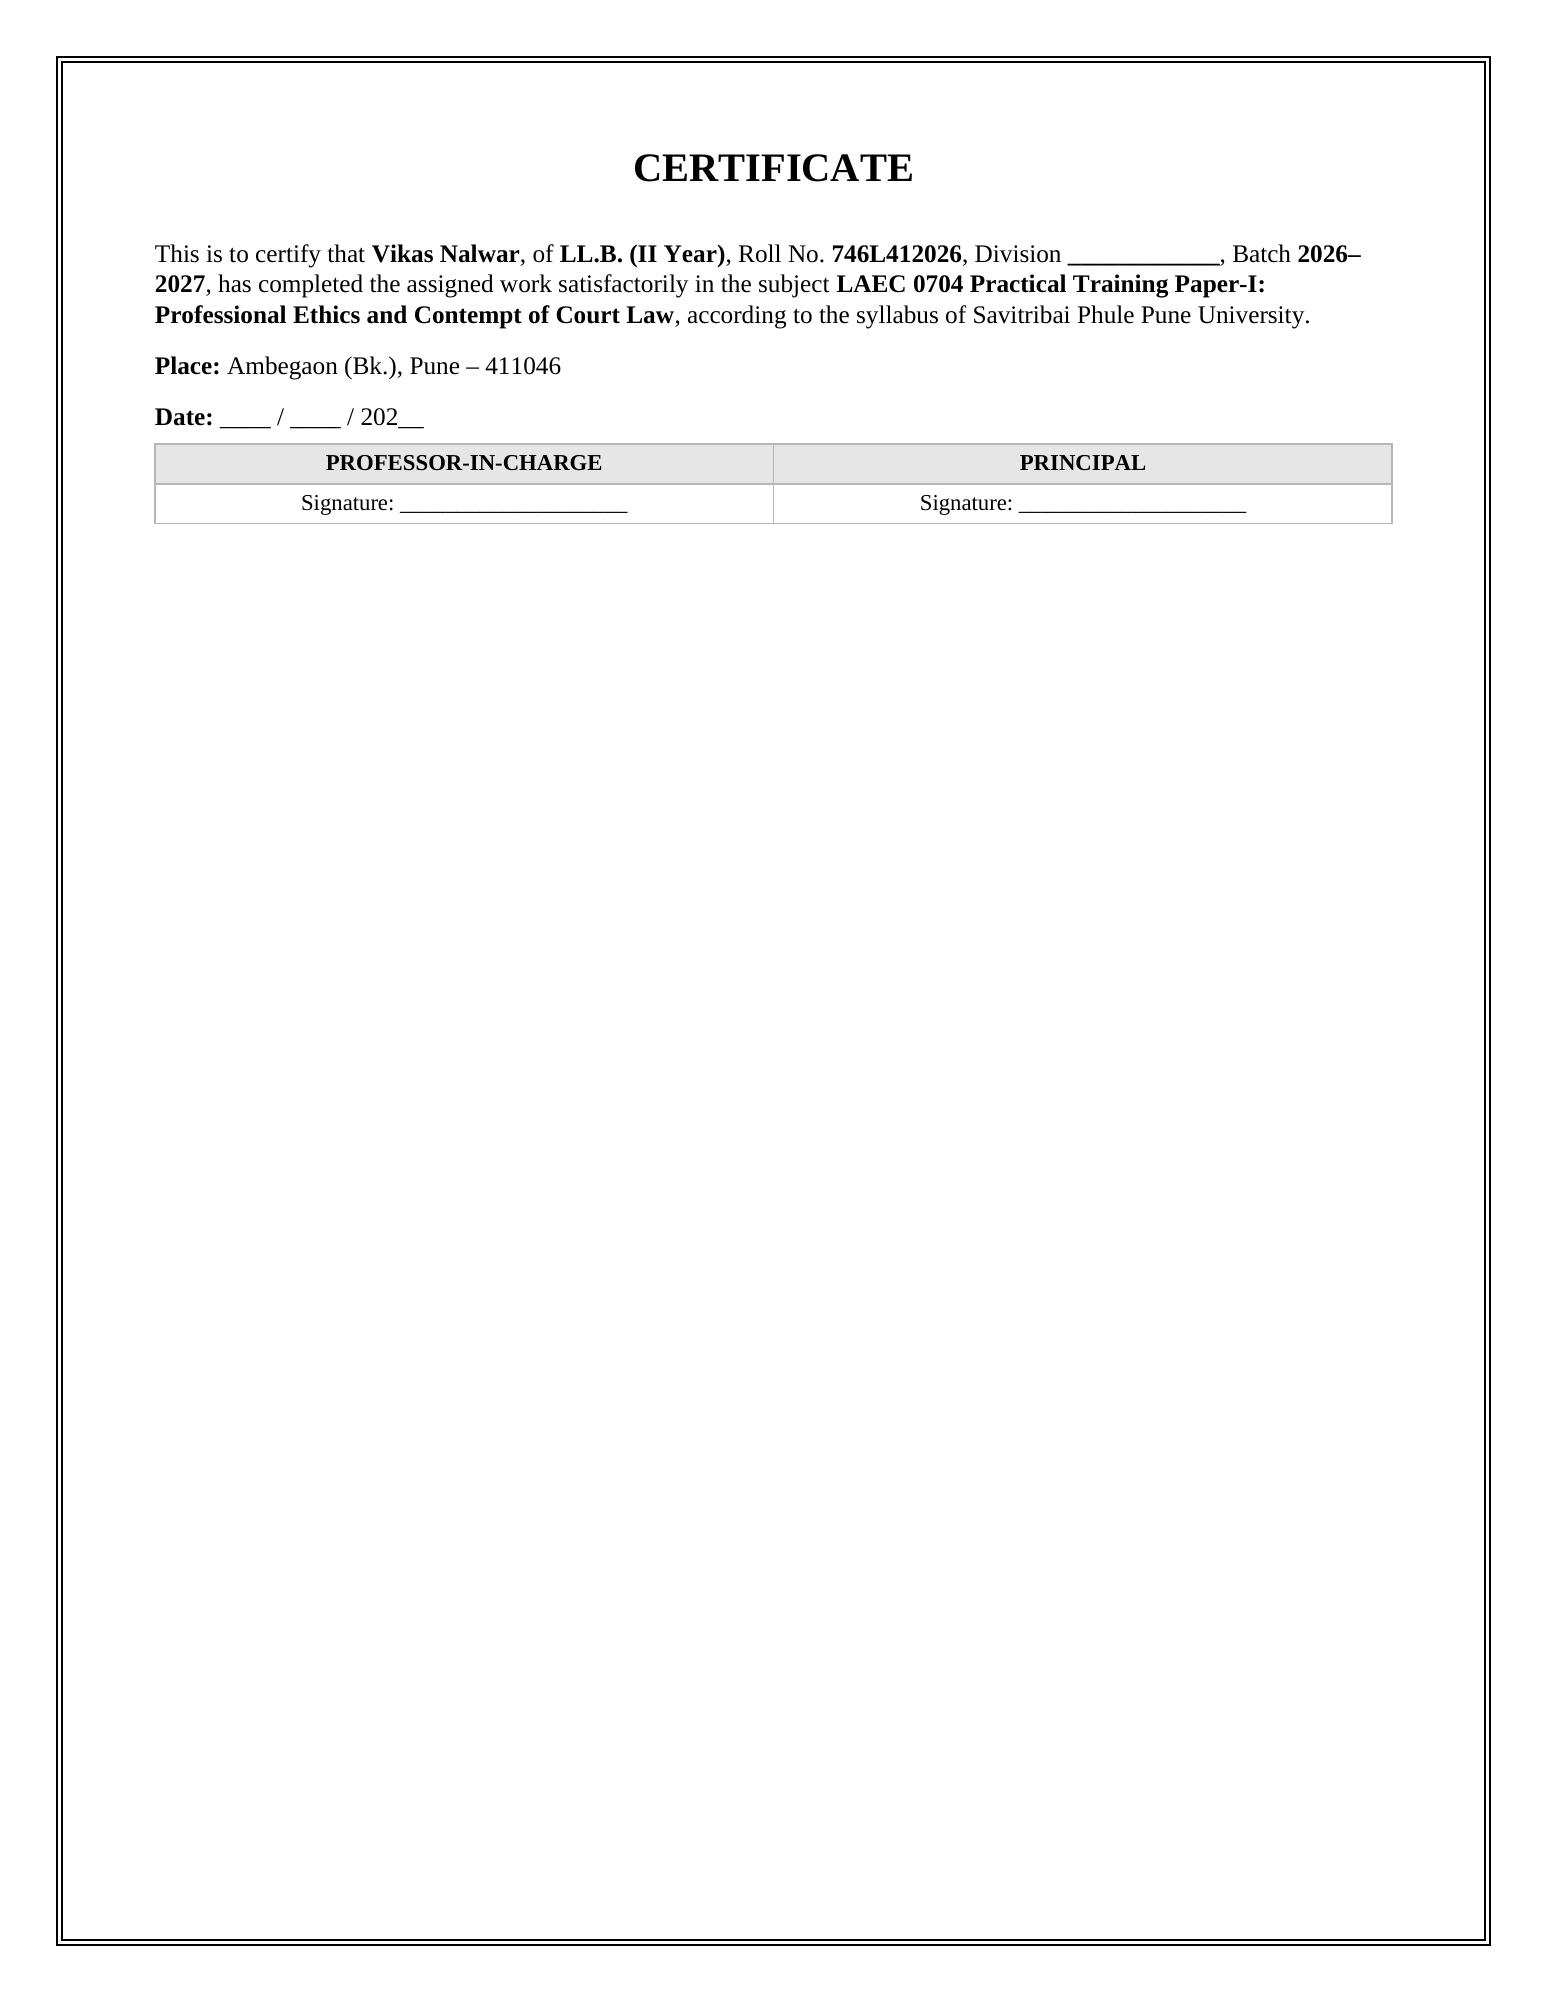 CERTIFICATE
This is to certify that Vikas Nalwar, of LL.B. (II Year), Roll No. 746L412026, Division ____________, Batch 2026–
2027, has completed the assigned work satisfactorily in the subject LAEC 0704 Practical Training Paper-I:
Professional Ethics and Contempt of Court Law, according to the syllabus of Savitribai Phule Pune University.
Place: Ambegaon (Bk.), Pune – 411046
Date: ____ / ____ / 202__
PROFESSOR-IN-CHARGE PRINCIPAL
Signature: ____________________ Signature: ____________________